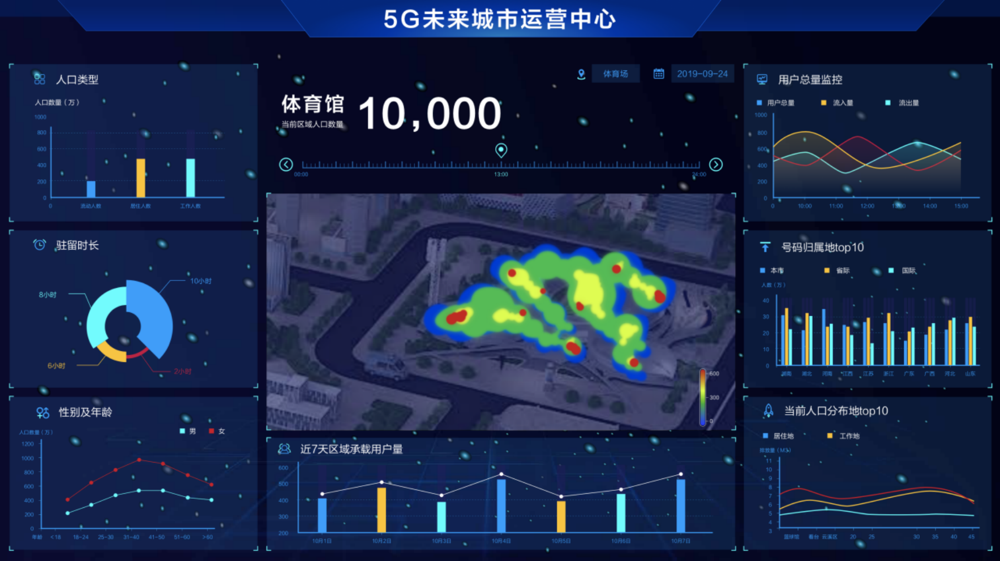 5G未来城市运营中心
人口类型
人口数量（万）
1000
800
600
400
200
0
0 流动人数 居住人数 工作人数
驻留时长
10小时
8小时
6小时
2小时
性别及年龄
人口数量（万） 男 女
1200
1000
800
600
400
200
0
年龄 <18 18-24 25-30 31-40 41-50 51-60 >60
体育场 2019-09-24
体育馆 10,000
当前区域人口数量
00:00 13:00 24:00
600
300
0
近7天区域承载用户量
600
500
400
300
200
10月1日 10月2日 10月3日 10月4日 10月5日 10月6日 10月7日
用户总量监控
用户总量 流入量 流出量
1000
800
600
400
200
0
0 10:00 11:00 12:00 14:00 15:00
号码归属地top10
本市 省际 国际
人数（万）
40
30
20
10
0
湖南 湖北 河南 江西 江苏 浙江 广东 广西 河北 山东
当前人口分布地top10
居住地 工作地
排放量（M3）
11
10
9
8
7
6
5
4
3
篮球馆 看台 云溪区 20 25 30 35 40 45